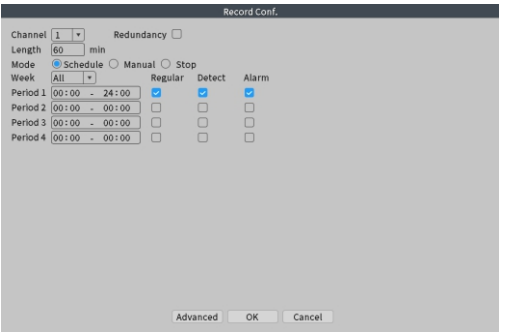 Record Conf.
Channel 1 Redundancy
Length 60 min
Mode Schedule Manual Stop
Week All Regular Detect Alarm
Period 1 00:00 - 24:00
Period 2 00:00 - 00:00
Period 3 00:00 - 00:00
Period 4 00:00 - 00:00
Advanced OK Cancel